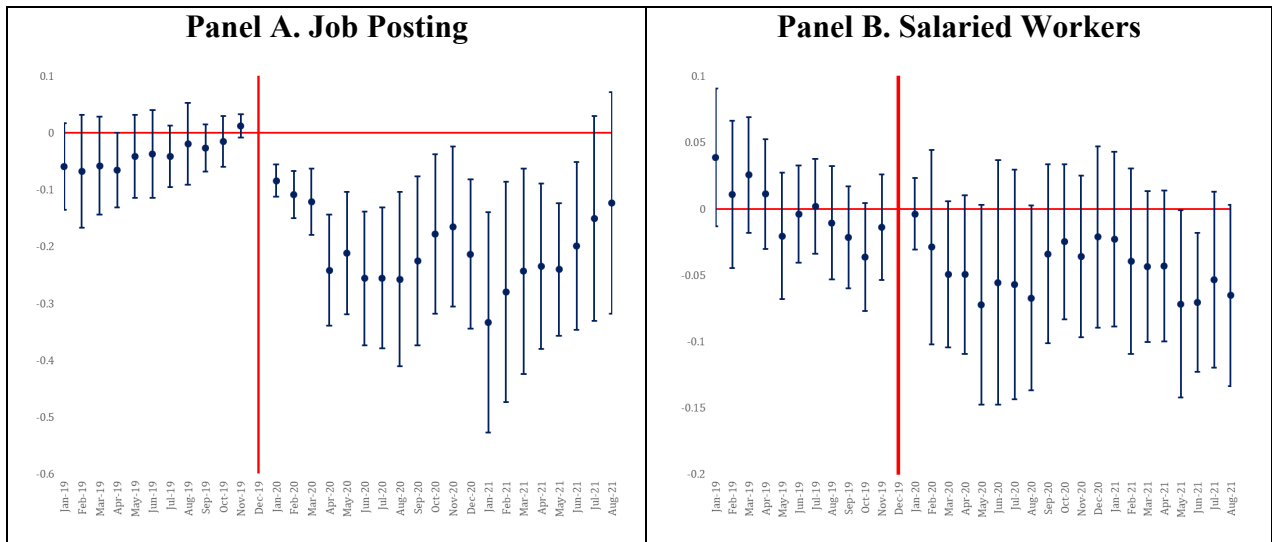 Panel A. Job Posting
0.1
0
-0.1
-0.2
-0.3
-0.4
-0.5
-0.6
Jan-19
Feb-19
Mar-19
Apr-19
May-19
Jun-19
Jul-19
Aug-19
Sep-19
Oct-19
Nov-19
Dec-19
Jan-20
Feb-20
Mar-20
Apr-20
May-20
Jun-20
Jul-20
Aug-20
Sep-20
Oct-20
Nov-20
Dec-20
Jan-21
Feb-21
Mar-21
Apr-21
May-21
Jun-21
Jul-21
Aug-21
Panel B. Salaried Workers
0.1
0.05
0
-0.05
-0.1
-0.15
-0.2
Jan-19
Feb-19
Mar-19
Apr-19
May-19
Jun-19
Jul-19
Aug-19
Sep-19
Oct-19
Nov-19
Dec-19
Jan-20
Feb-20
Mar-20
Apr-20
May-20
Jun-20
Jul-20
Aug-20
Sep-20
Oct-20
Nov-20
Dec-20
Jan-21
Feb-21
Mar-21
Apr-21
May-21
Jun-21
Jul-21
Aug-21